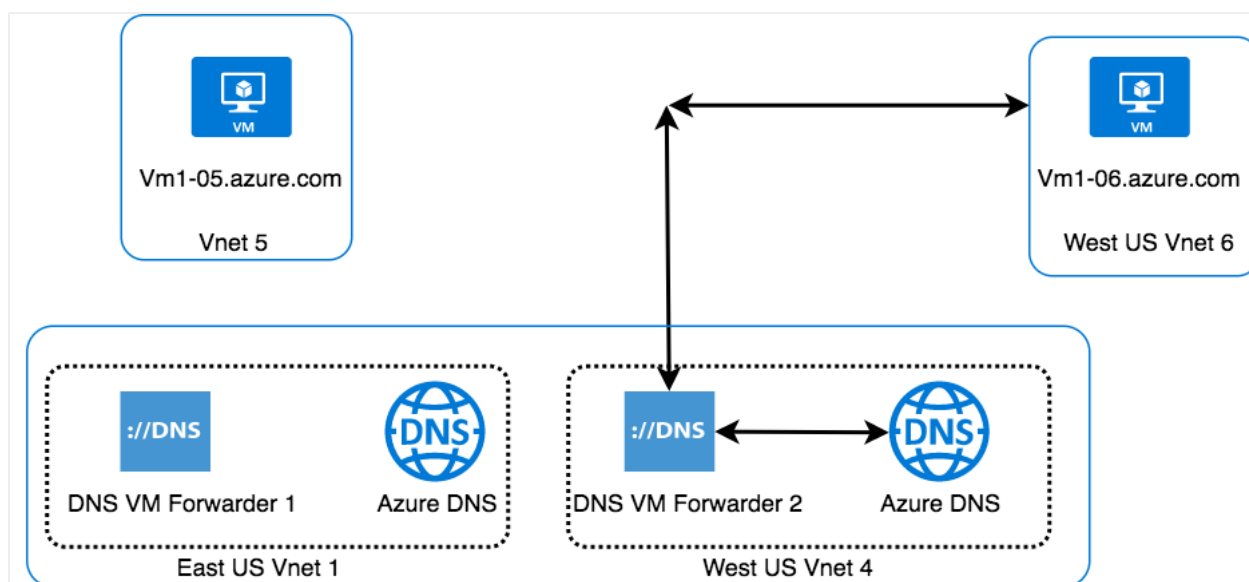 VM
Vm1-05.azure.com
Vnet 5
VM
Vm1-06.azure.com
West US Vnet 6
://DNS
DNS VM Forwarder 1
DNS
Azure DNS
East US Vnet 1
://DNS
DNS VM Forwarder 2
DNS
Azure DNS
West US Vnet 4